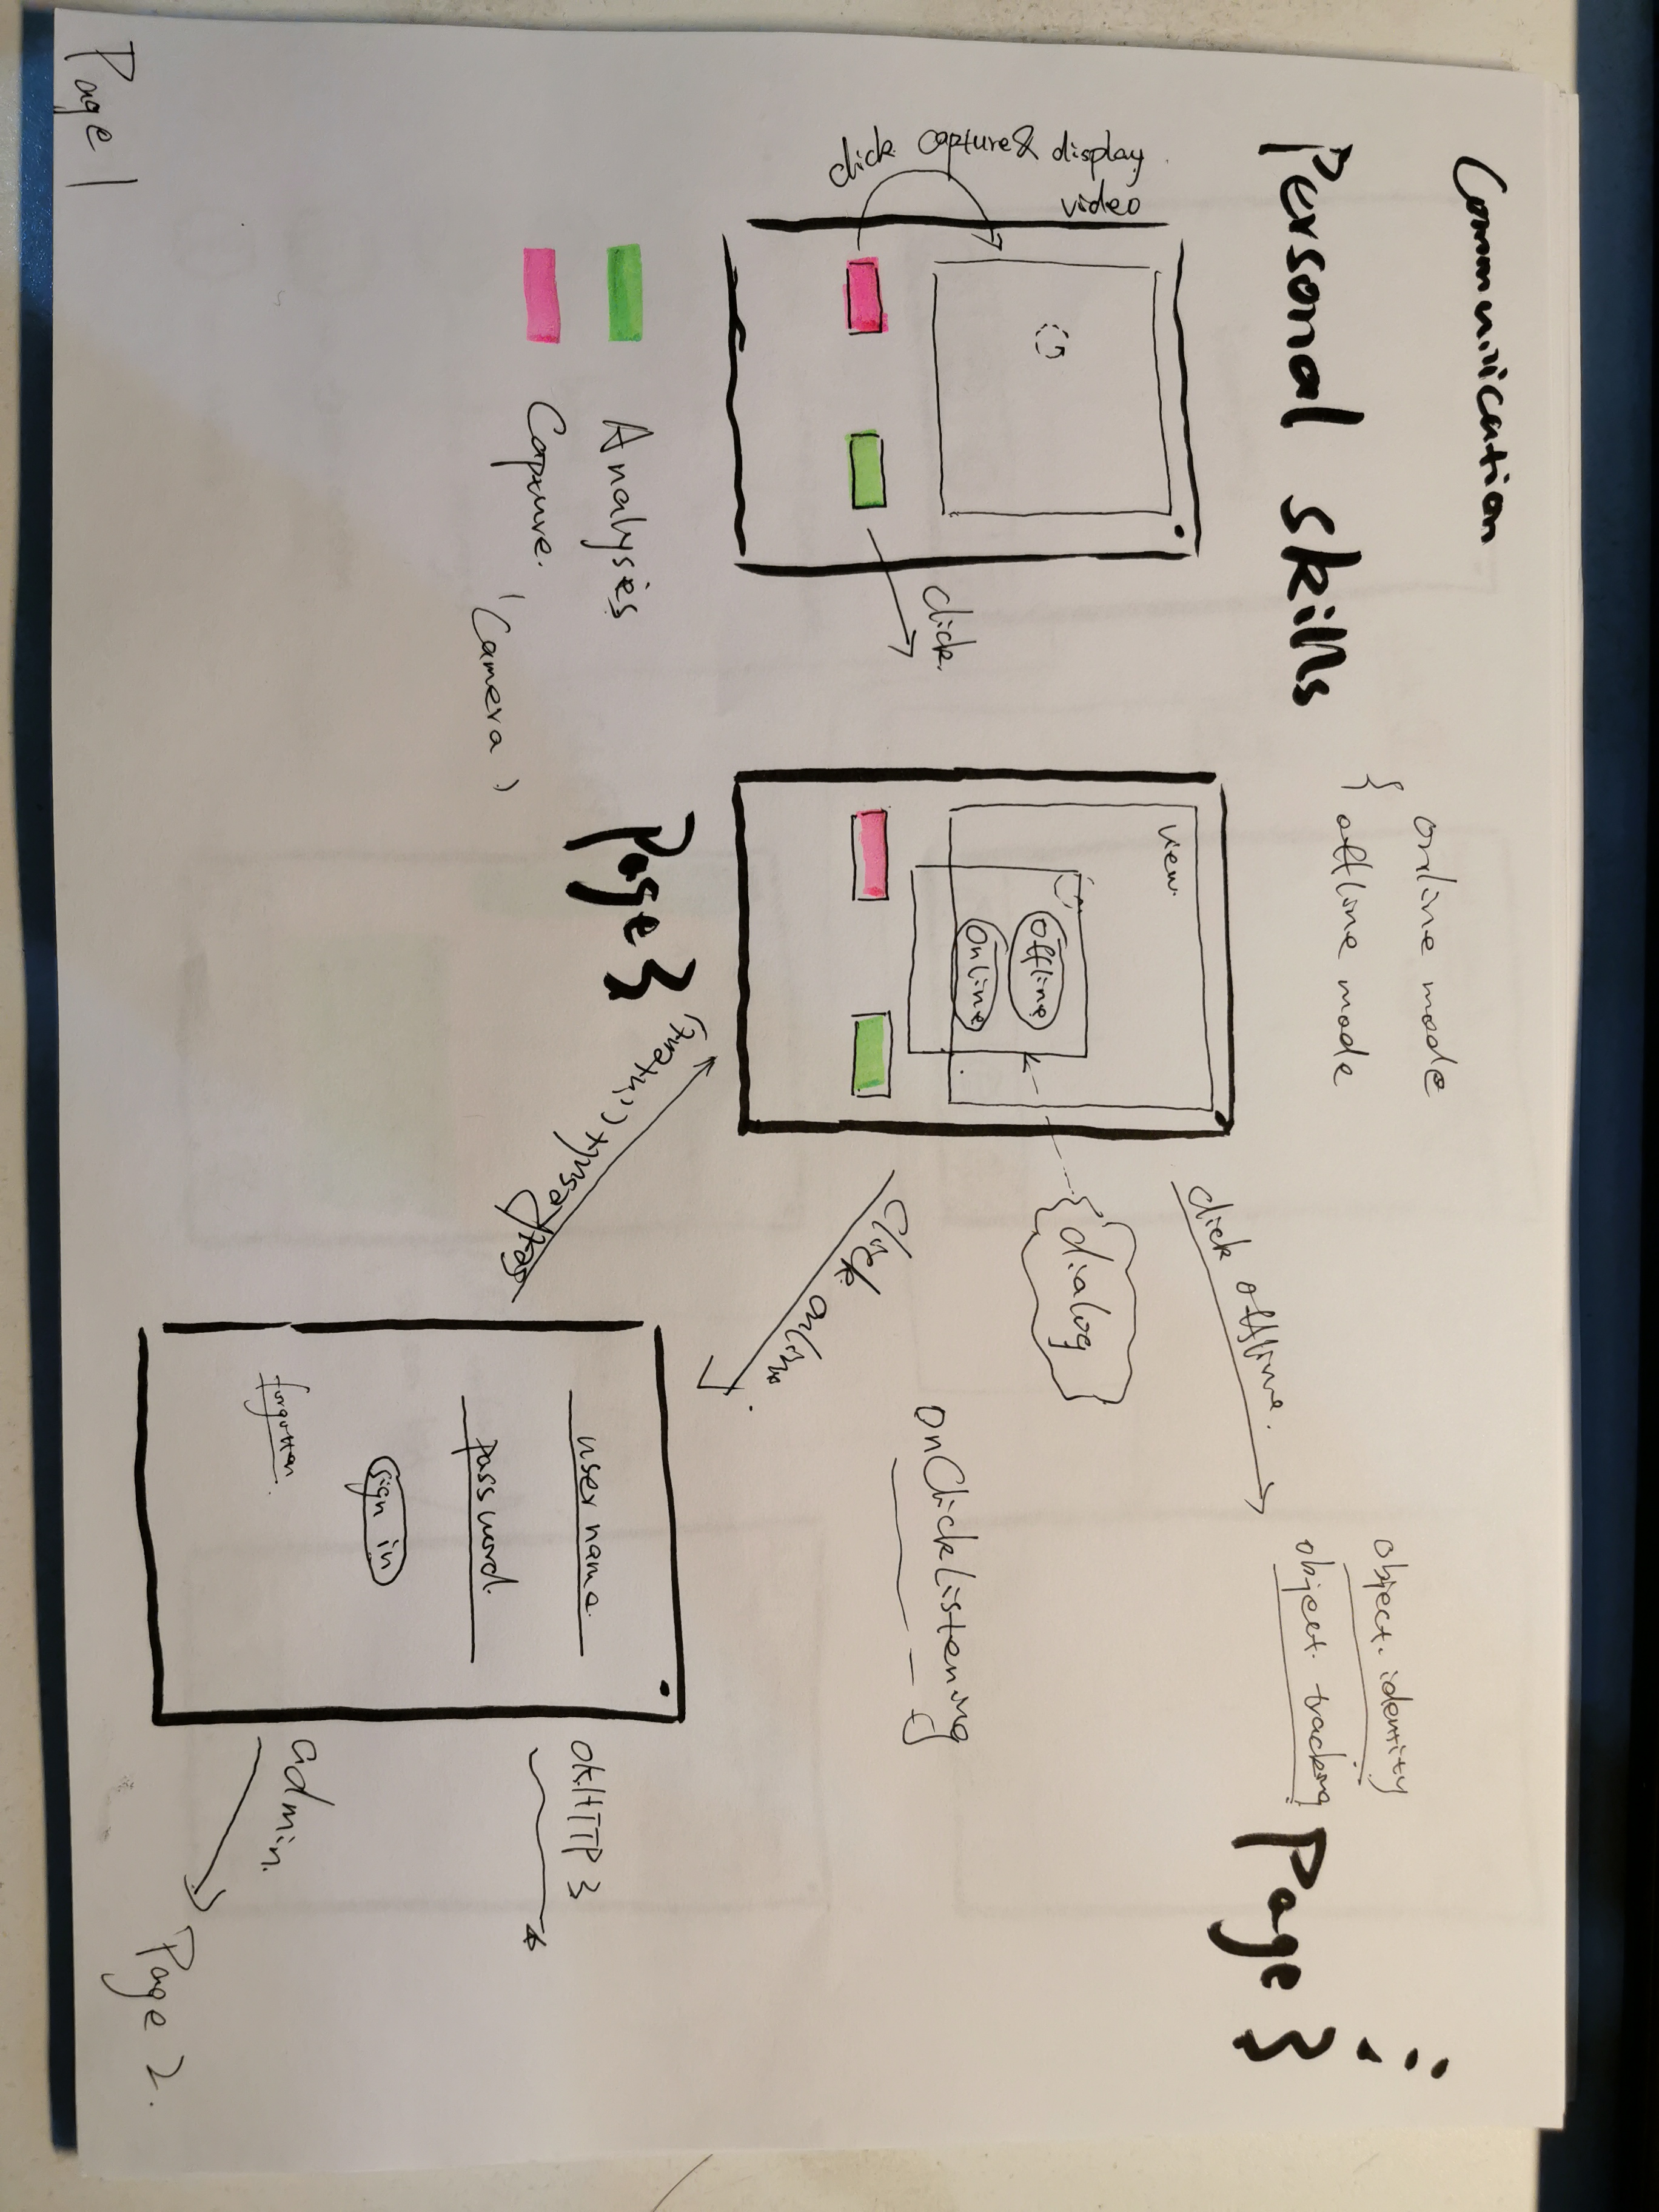 Communication
Personal skills
{ online mode
offline mode
object. identity
object. tracking
Page 3
click offline.
click capture & display
video
click.
view.
Offline
Online
dialog
onClickListening
click online.
Page 3
setResult (intent)
Analyses
Capture.
(Camera)
user name.
password.
sign in
forgotten
OKHTTP 3
admin.
Page 2.
Page 1